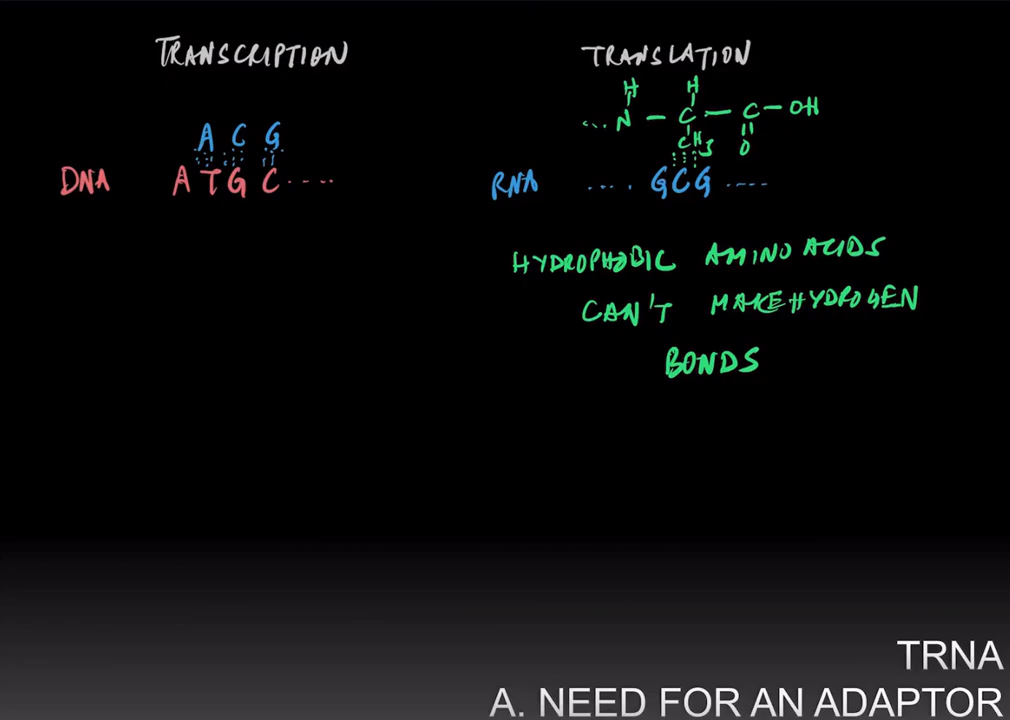 TRANSCRIPTION
A C G
DNA A T G C ....
TRANSLATION
H H
... N - C - C - OH
CH3 O
RNA .... GCG ....
HYDROPHOBIC AMINO ACIDS
CAN'T MAKE HYDROGEN
BONDS
TRNA
A. NEED FOR AN ADAPTOR